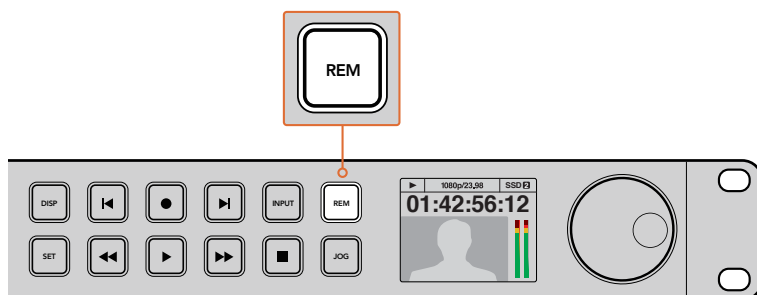 REM
DISP
INPUT
REM
1080p/23.98
SSD 2
01:42:56:12
SET
JOG